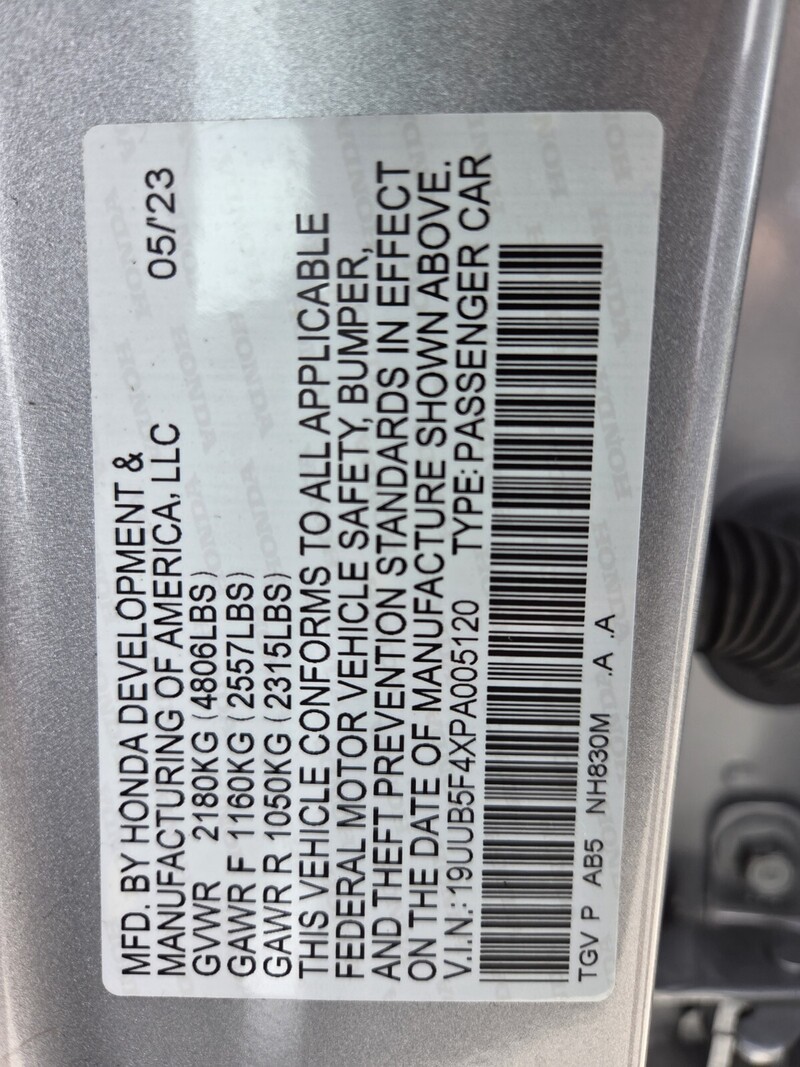 MFD. BY HONDA DEVELOPMENT &
MANUFACTURING OF AMERICA, LLC 05/'23
GVWR 2180KG (4806LBS)
GAWR F 1160KG (2557LBS)
GAWR R 1050KG (2315LBS)
THIS VEHICLE CONFORMS TO ALL APPLICABLE
FEDERAL MOTOR VEHICLE SAFETY, BUMPER,
AND THEFT PREVENTION STANDARDS IN EFFECT
ON THE DATE OF MANUFACTURE SHOWN ABOVE.
V.I.N.: 19UUB5F4XPA005120 TYPE: PASSENGER CAR
TGV P AB5 NH830M .A .A